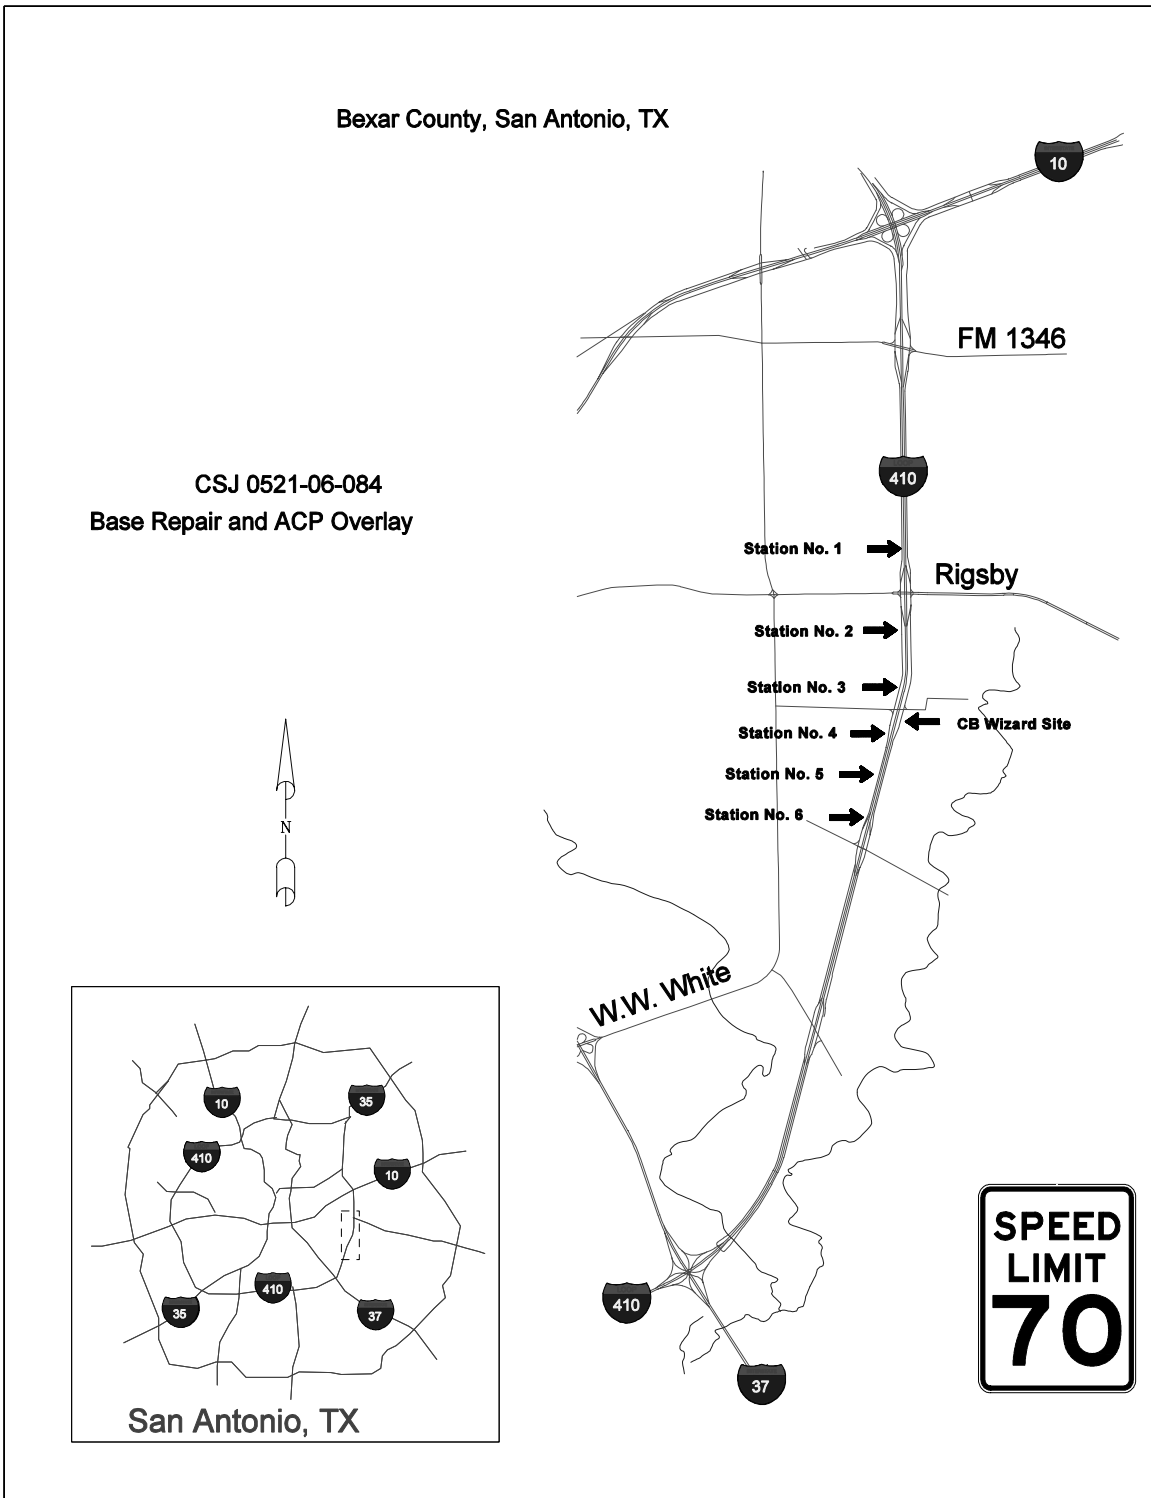 Bexar County, San Antonio, TX
10
FM 1346
410
CSJ 0521-06-084
Base Repair and ACP Overlay
Station No. 1
Rigsby
Station No. 2
Station No. 3
CB Wizard Site
Station No. 4
Station No. 5
Station No. 6
N
W.W. White
10
35
410
10
410
35
37
San Antonio, TX
410
37
SPEED
LIMIT
70